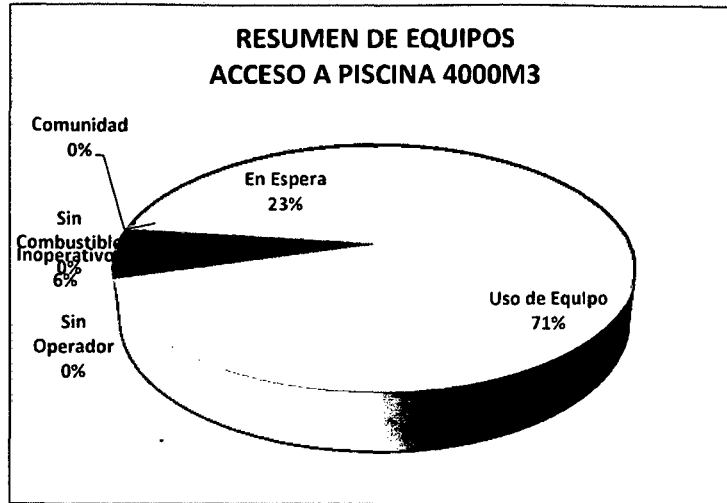 RESUMEN DE EQUIPOS
ACCESO A PISCINA 4000M3
Comunidad
0%
En Espera
23%
Sin
Combustible
0%
Inoperativo
6%
Uso de Equipo
71%
Sin
Operador
0%